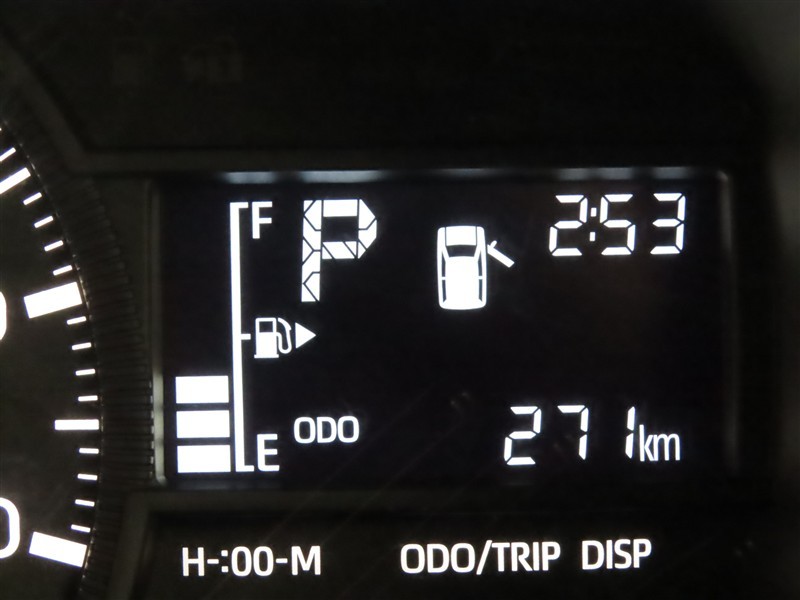 F P 2:53
E ODO 271km
H-:00-M ODO/TRIP DISP